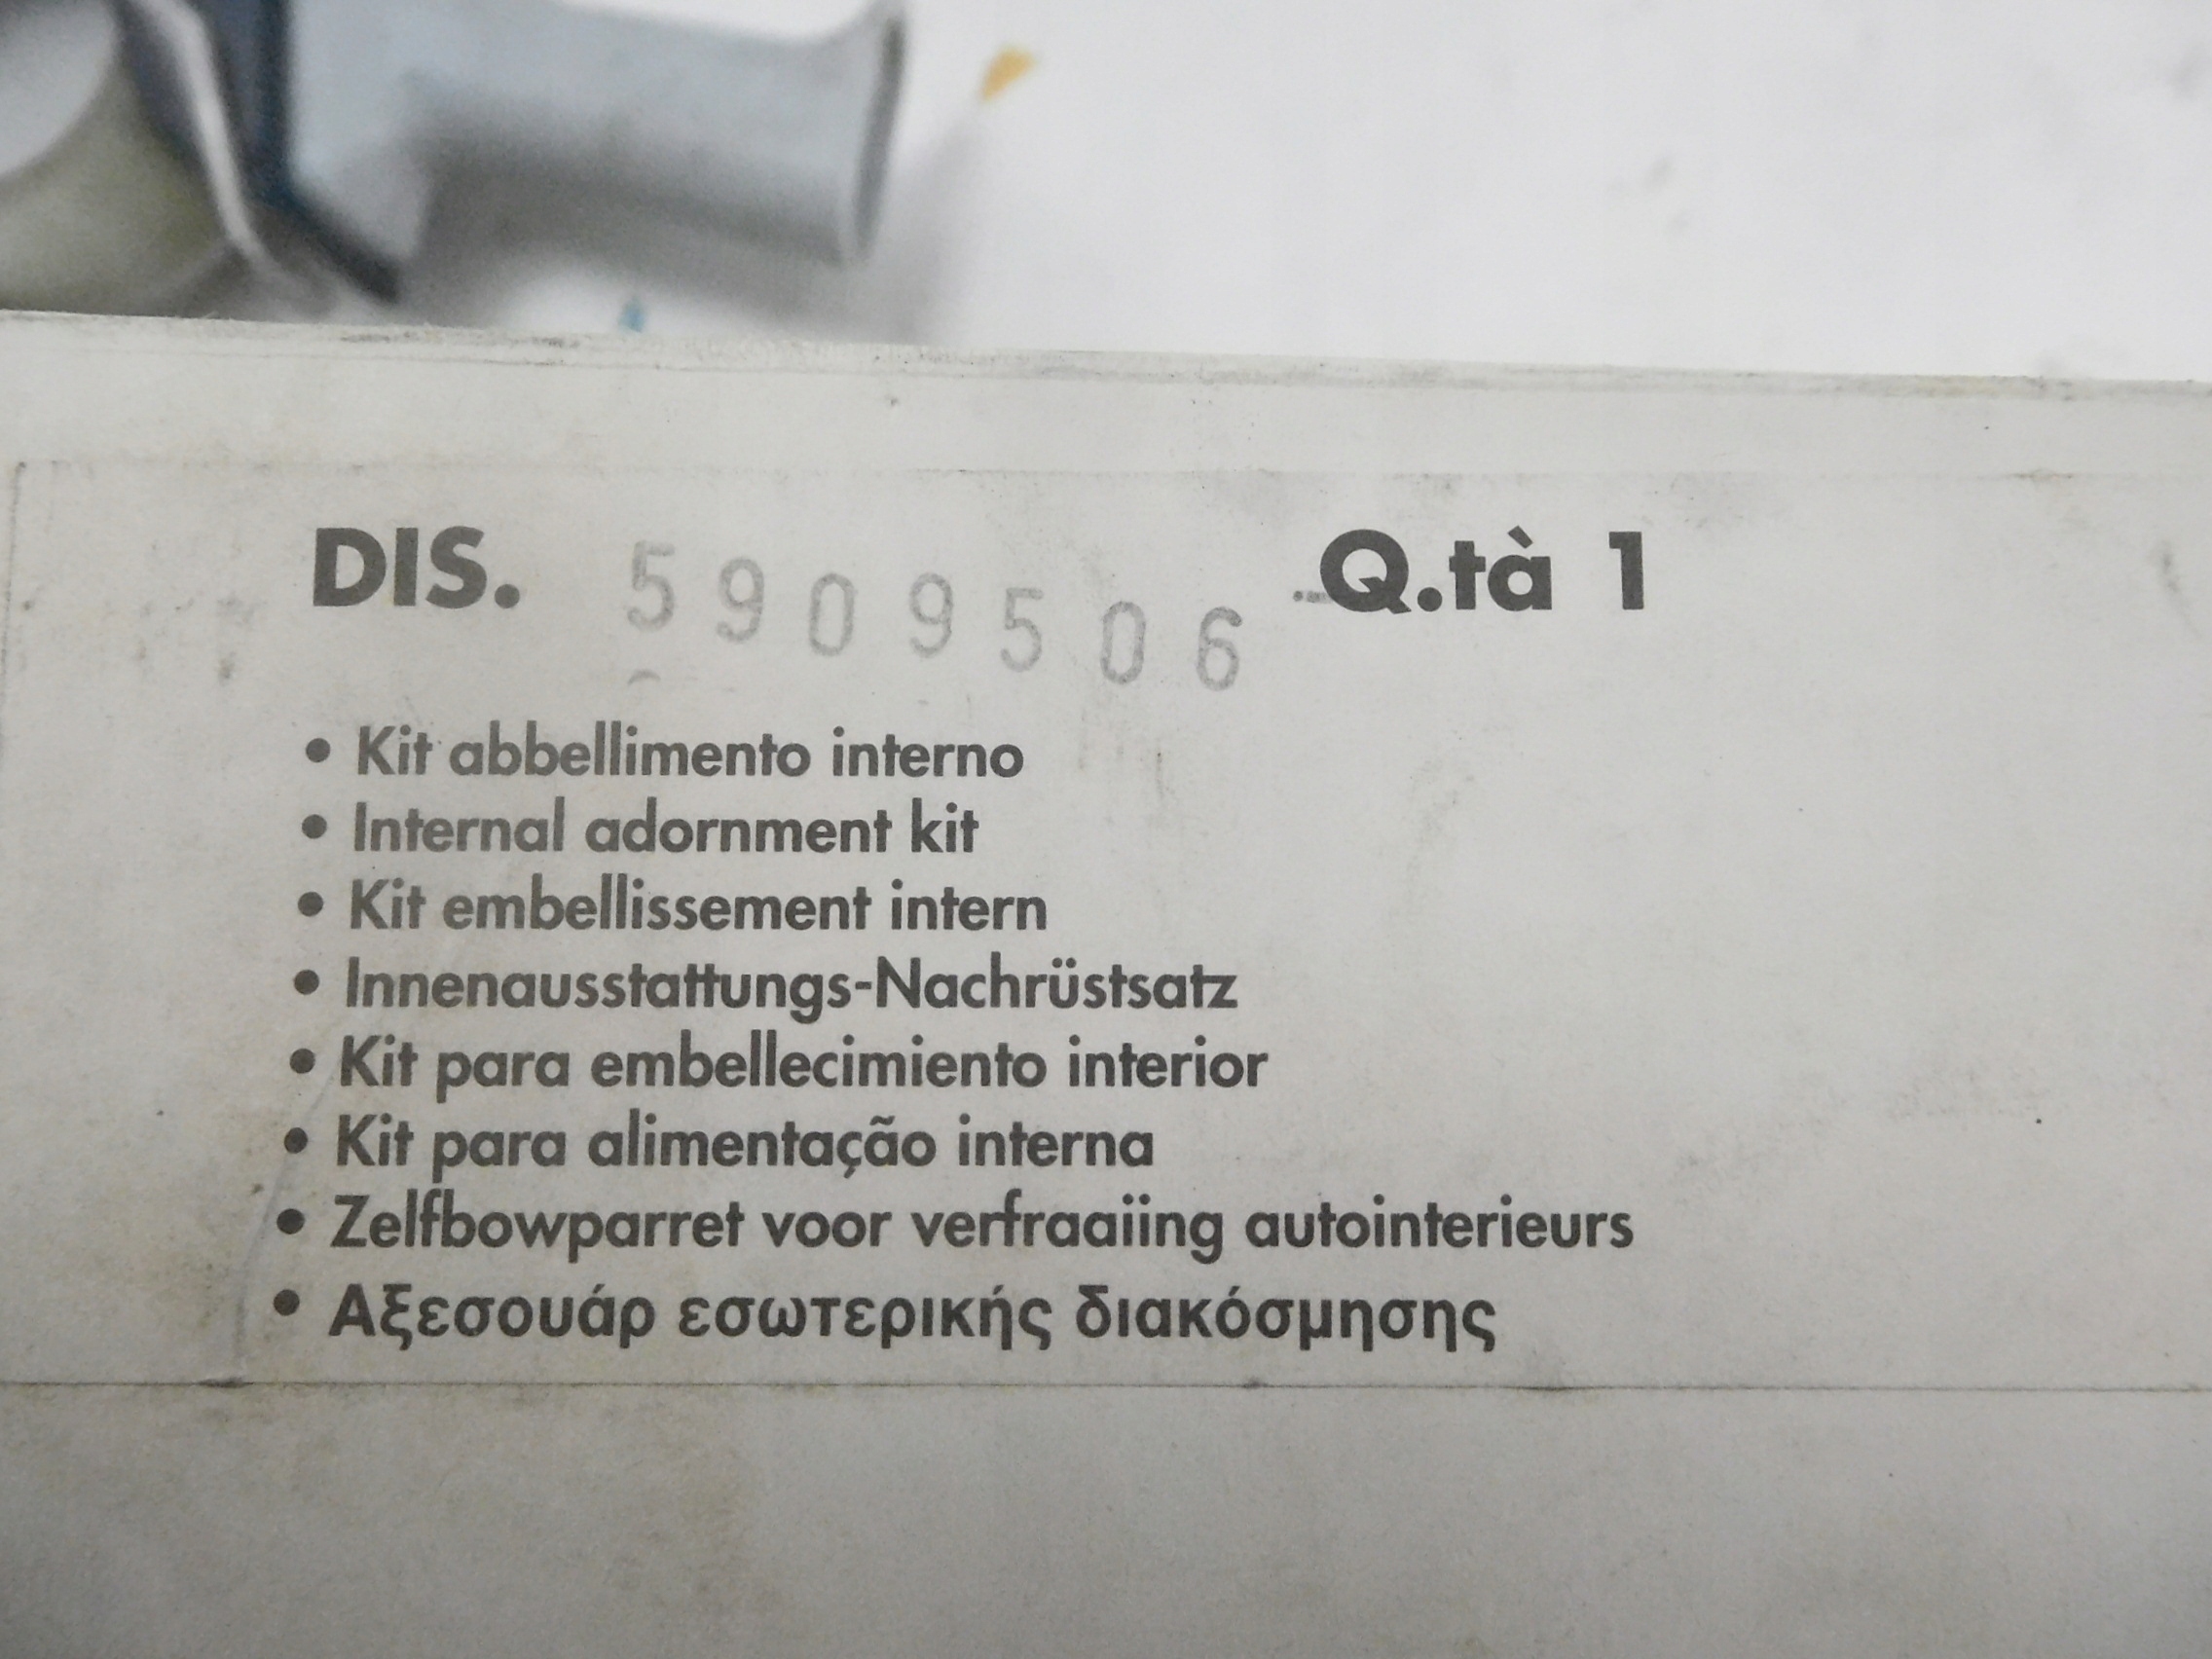 DIS. 5909506 Q.tà 1
• Kit abbellimento interno
• Internal adornment kit
• Kit embellissement intern
• Innenausstattungs-Nachrüstsatz
• Kit para embellecimiento interior
• Kit para alimentação interna
• Zelfbowparret voor verfraaiing autointerieurs
• Αξεσουάρ εσωτερικής διακόσμησης